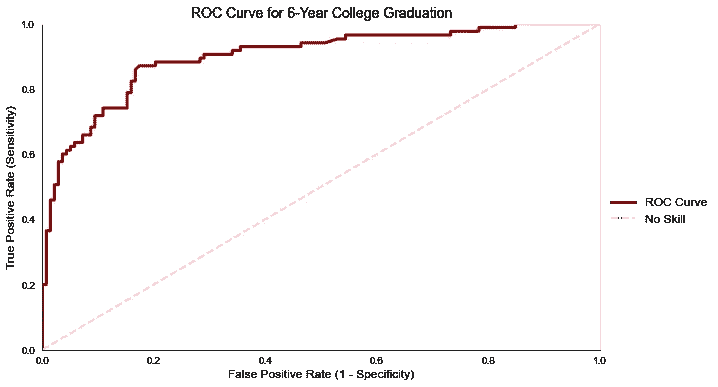 ROC Curve for 6-Year College Graduation
True Positive Rate (Sensitivity)
1.0
0.8
0.6
0.4
0.2
0.0
0.0 0.2 0.4 0.6 0.8 1.0
False Positive Rate (1 - Specificity)
ROC Curve
No Skill